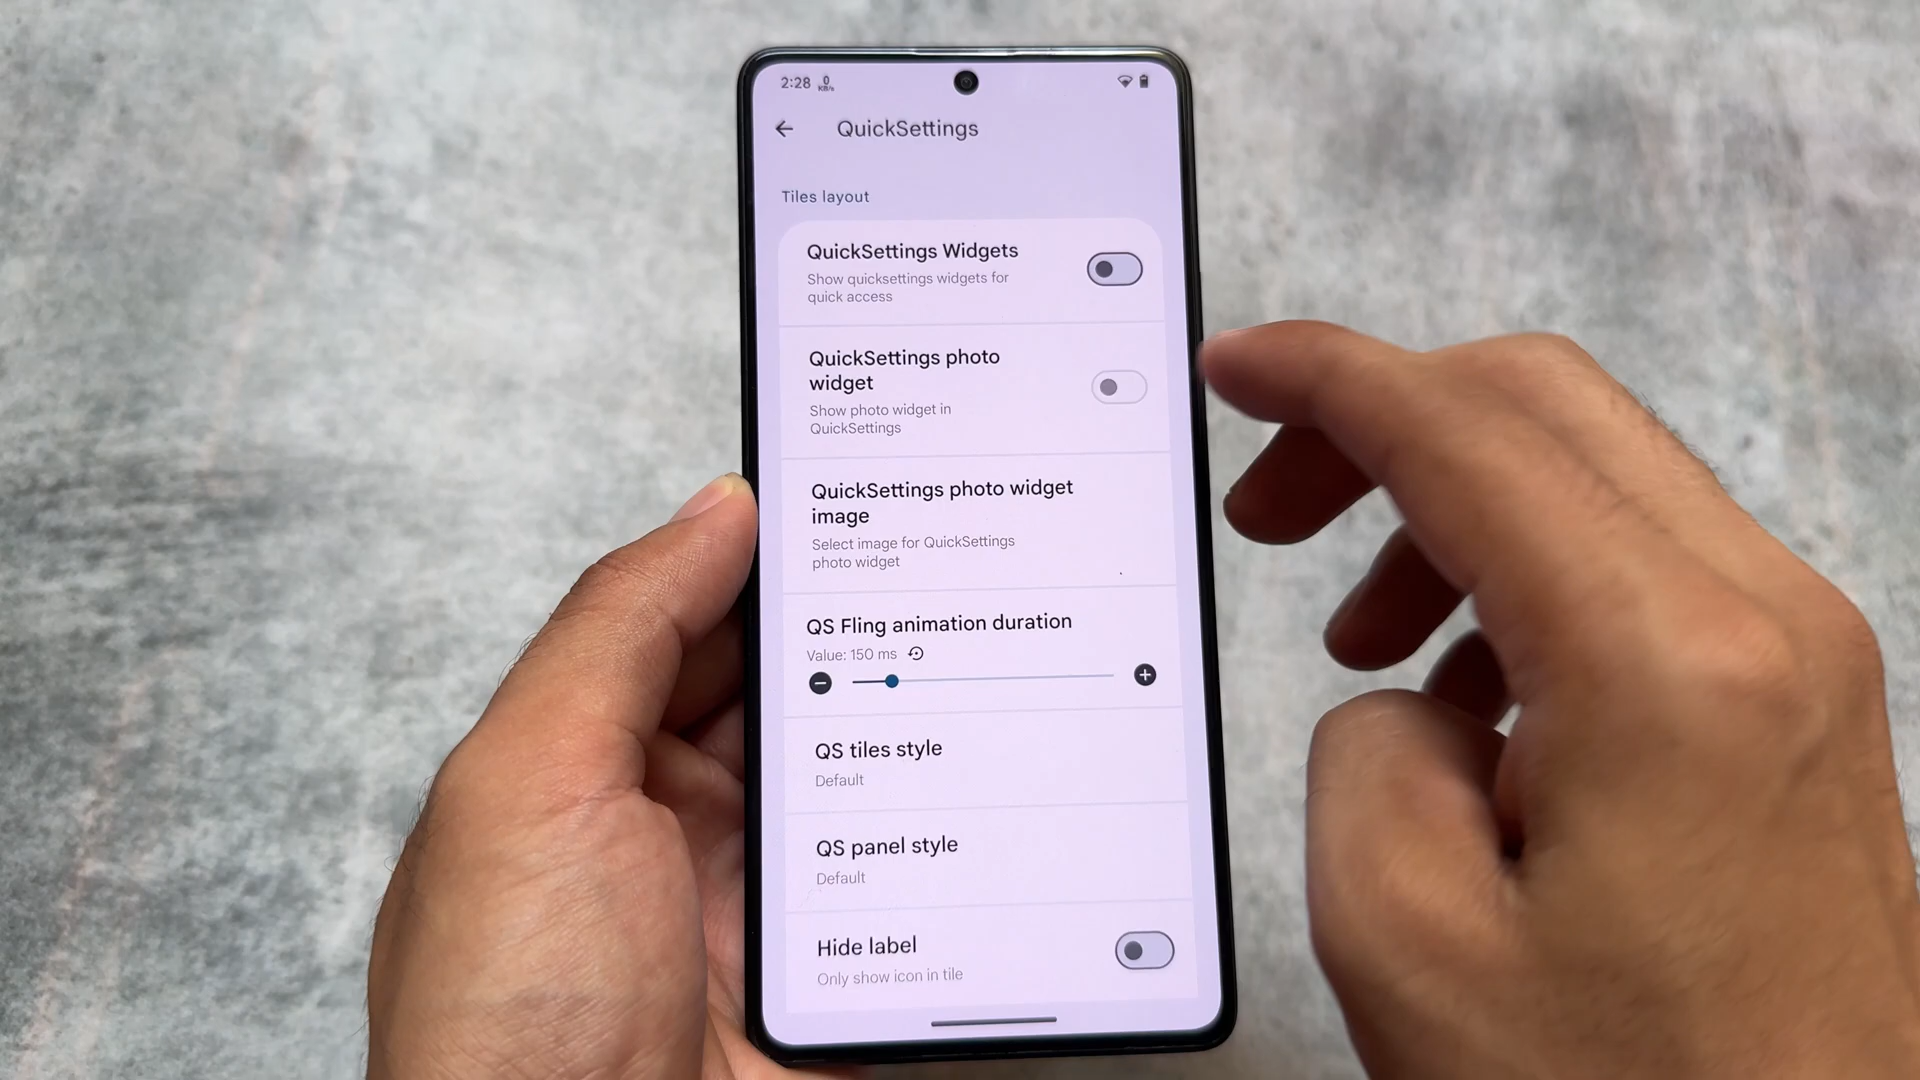 2:28 0 KB/s
QuickSettings
Tiles layout
QuickSettings Widgets
Show quicksettings widgets for
quick access
QuickSettings photo
widget
Show photo widget in
QuickSettings
QuickSettings photo widget
image
Select image for QuickSettings
photo widget
QS Fling animation duration
Value: 150 ms
QS tiles style
Default
QS panel style
Default
Hide label
Only show icon in tile